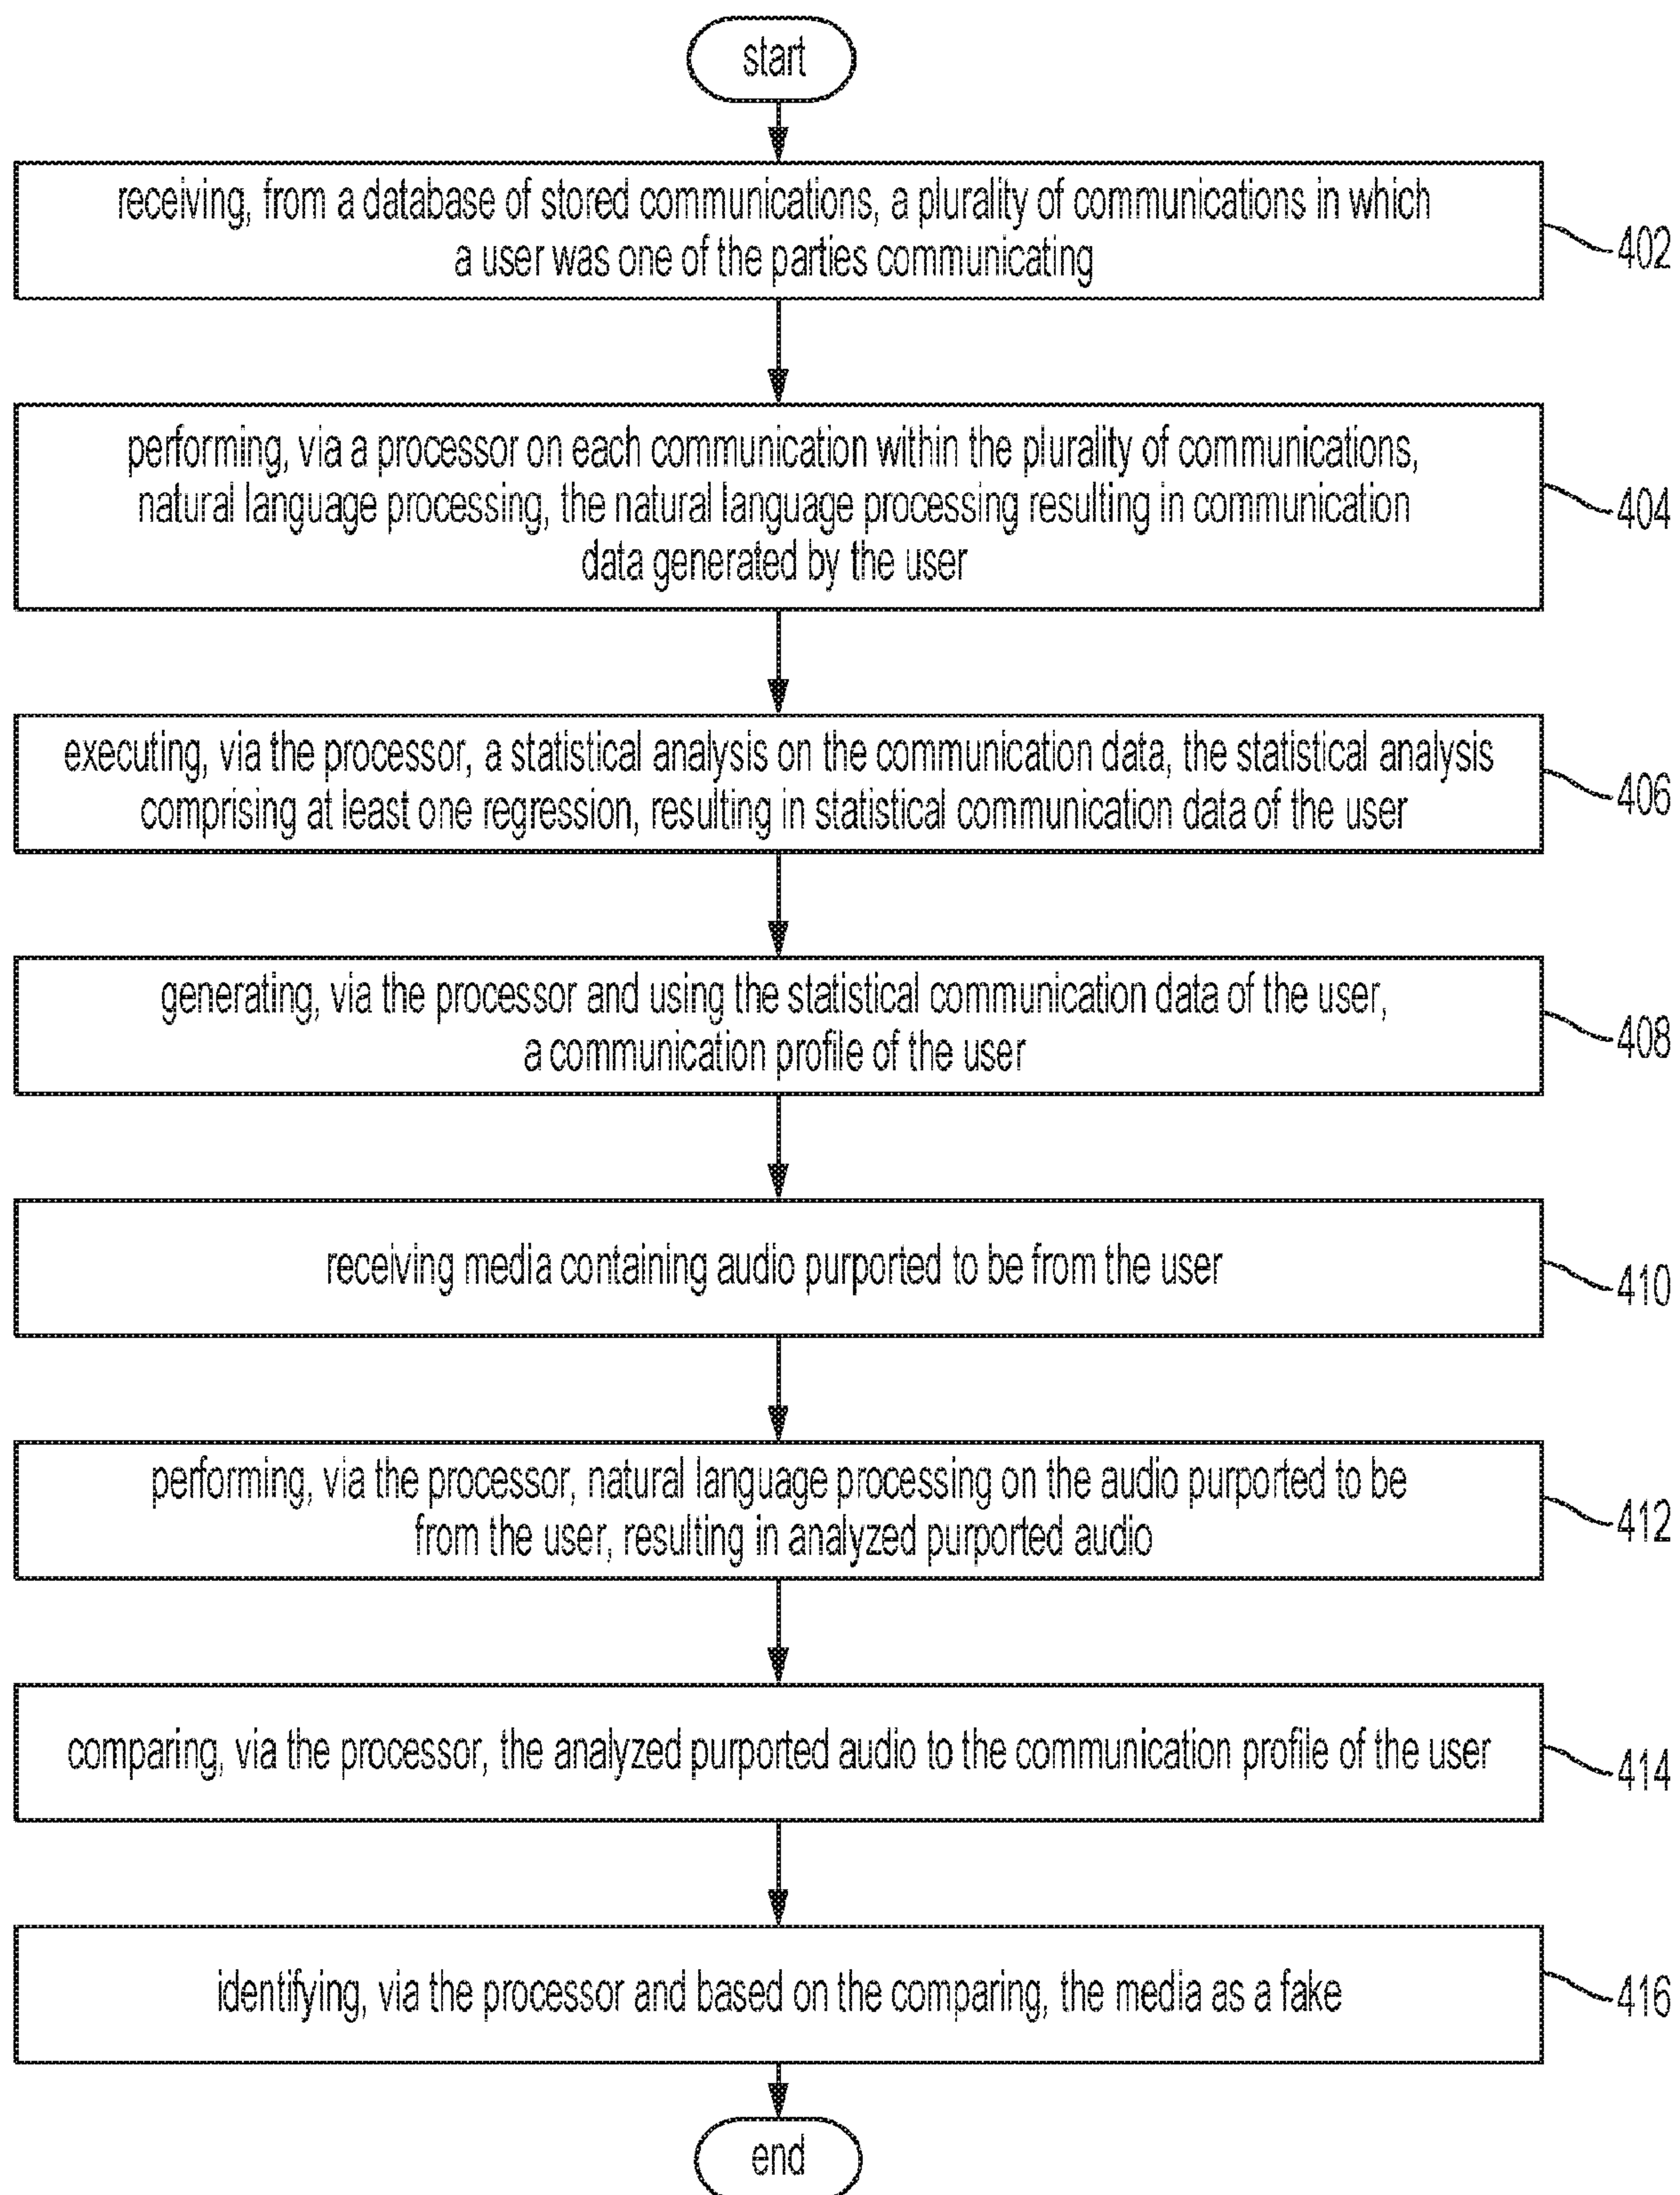 start
receiving, from a database of stored communications, a plurality of communications in which
a user was one of the parties communicating
402
performing, via a processor on each communication within the plurality of communications,
natural language processing, the natural language processing resulting in communication
data generated by the user
404
executing, via the processor, a statistical analysis on the communication data, the statistical analysis
comprising at least one regression, resulting in statistical communication data of the user
406
generating, via the processor and using the statistical communication data of the user,
a communication profile of the user
408
receiving media containing audio purported to be from the user
410
performing, via the processor, natural language processing on the audio purported to be
from the user, resulting in analyzed purported audio
412
comparing, via the processor, the analyzed purported audio to the communication profile of the user
414
identifying, via the processor and based on the comparing, the media as a fake
416
end